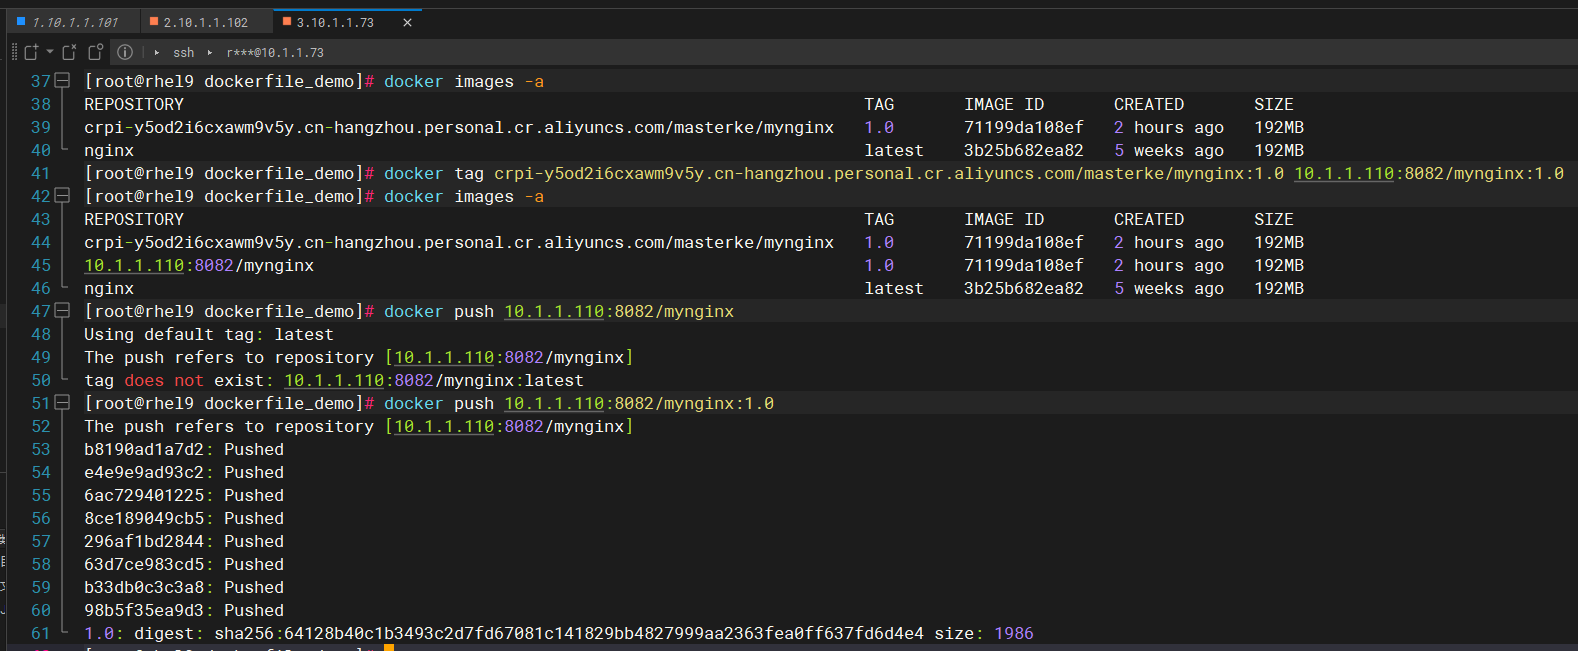 1.10.1.1.101 2.10.1.1.102 3.10.1.1.73
ssh r***@10.1.1.73
37 [root@rhel9 dockerfile_demo]# docker images -a
38 REPOSITORY TAG IMAGE ID CREATED SIZE
39 crpi-y5od2i6cxawm9v5y.cn-hangzhou.personal.cr.aliyuncs.com/masterke/mynginx 1.0 71199da108ef 2 hours ago 192MB
40 nginx latest 3b25b682ea82 5 weeks ago 192MB
41 [root@rhel9 dockerfile_demo]# docker tag crpi-y5od2i6cxawm9v5y.cn-hangzhou.personal.cr.aliyuncs.com/masterke/mynginx:1.0 10.1.1.110:8082/mynginx:1.0
42 [root@rhel9 dockerfile_demo]# docker images -a
43 REPOSITORY TAG IMAGE ID CREATED SIZE
44 crpi-y5od2i6cxawm9v5y.cn-hangzhou.personal.cr.aliyuncs.com/masterke/mynginx 1.0 71199da108ef 2 hours ago 192MB
45 10.1.1.110:8082/mynginx 1.0 71199da108ef 2 hours ago 192MB
46 nginx latest 3b25b682ea82 5 weeks ago 192MB
47 [root@rhel9 dockerfile_demo]# docker push 10.1.1.110:8082/mynginx
48 Using default tag: latest
49 The push refers to repository [10.1.1.110:8082/mynginx]
50 tag does not exist: 10.1.1.110:8082/mynginx:latest
51 [root@rhel9 dockerfile_demo]# docker push 10.1.1.110:8082/mynginx:1.0
52 The push refers to repository [10.1.1.110:8082/mynginx]
53 b8190ad1a7d2: Pushed
54 e4e9e9ad93c2: Pushed
55 6ac729401225: Pushed
56 8ce189049cb5: Pushed
57 296af1bd2844: Pushed
58 63d7ce983cd5: Pushed
59 b33db0c3c3a8: Pushed
60 98b5f35ea9d3: Pushed
61 1.0: digest: sha256:64128b40c1b3493c2d7fd67081c141829bb4827999aa2363fea0ff637fd6d4e4 size: 1986